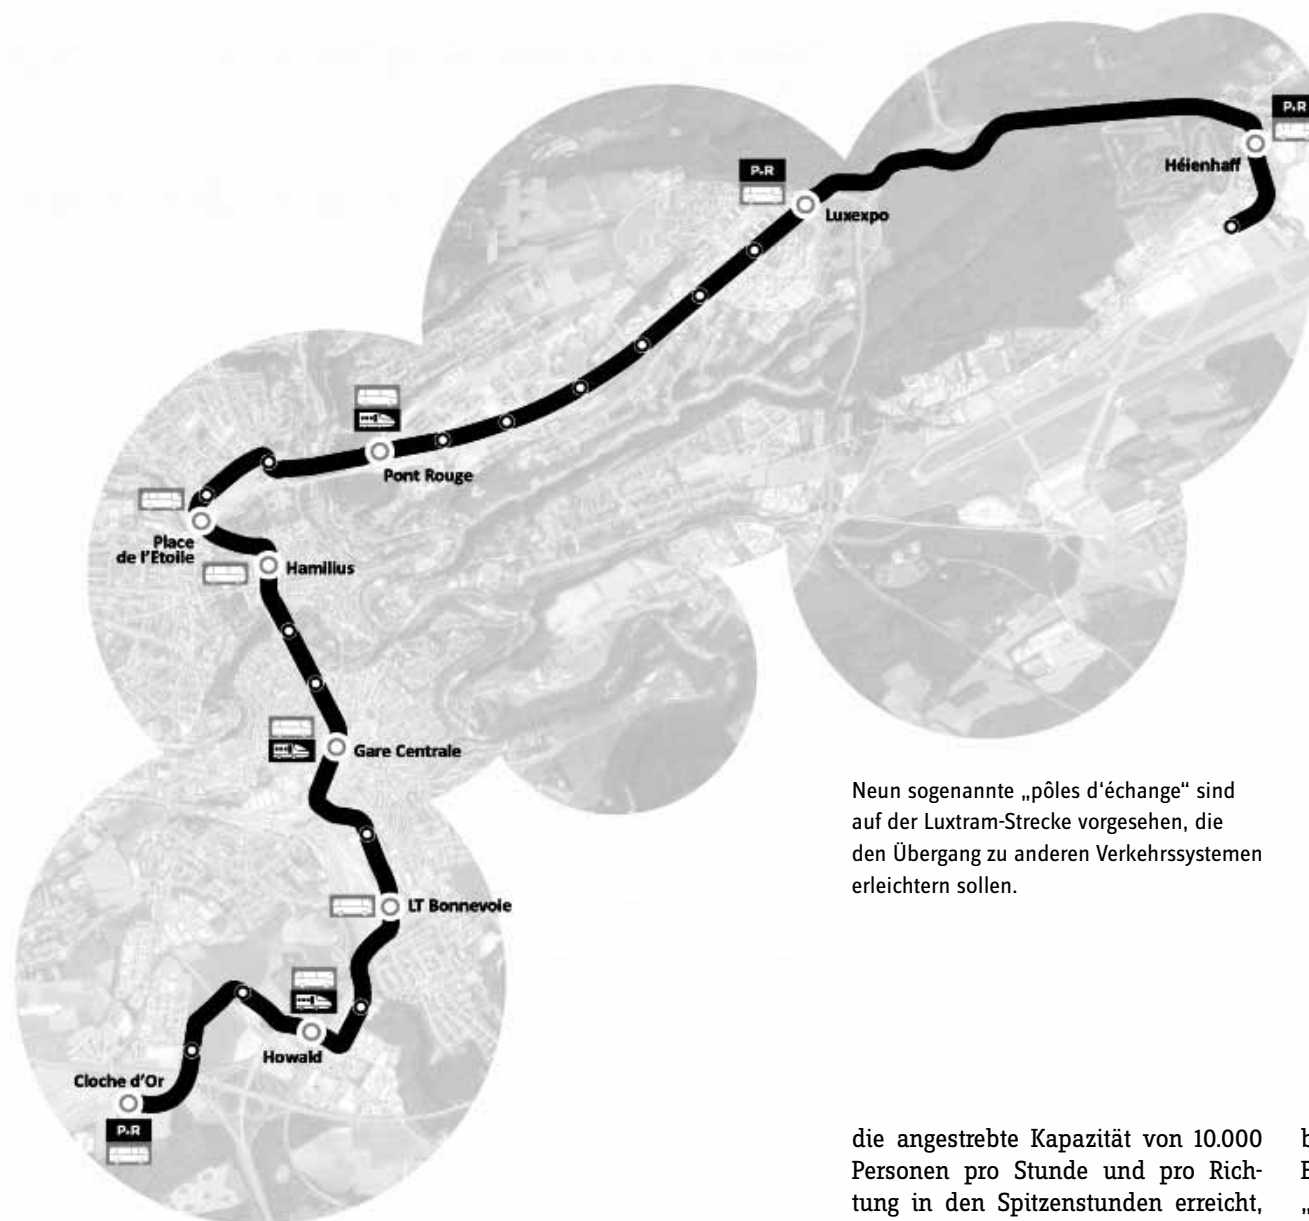 P+R
Héienhaff
P+R
Luxexpo
Pont Rouge
Place
de l'Etoile
Hamilius
Gare Centrale
LT Bonnevoie
Howald
Cloche d'Or
P+R
Neun sogenannte „pôles d'échange“ sind
auf der Luxtram-Strecke vorgesehen, die
den Übergang zu anderen Verkehrssystemen
erleichtern sollen.
die angestrebte Kapazität von 10.000
Personen pro Stunde und pro Rich-
tung in den Spitzenstunden erreicht,